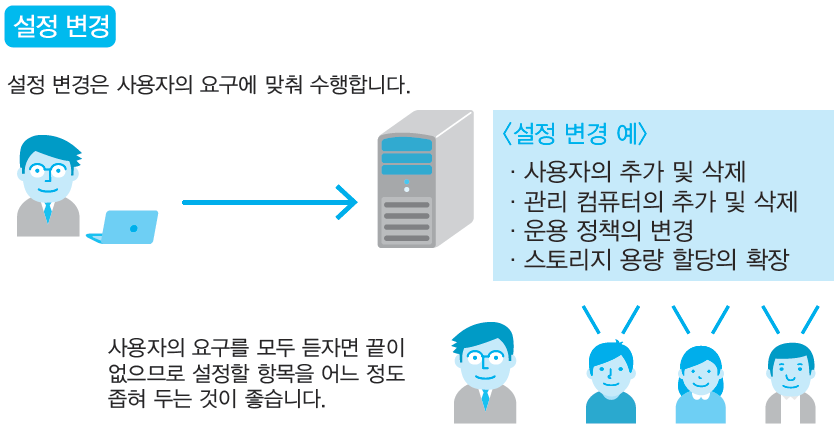 설정 변경
설정 변경은 사용자의 요구에 맞춰 수행합니다.
〈설정 변경 예〉
· 사용자의 추가 및 삭제
· 관리 컴퓨터의 추가 및 삭제
· 운용 정책의 변경
· 스토리지 용량 할당의 확장
사용자의 요구를 모두 듣자면 끝이
없으므로 설정할 항목을 어느 정도
좁혀 두는 것이 좋습니다.